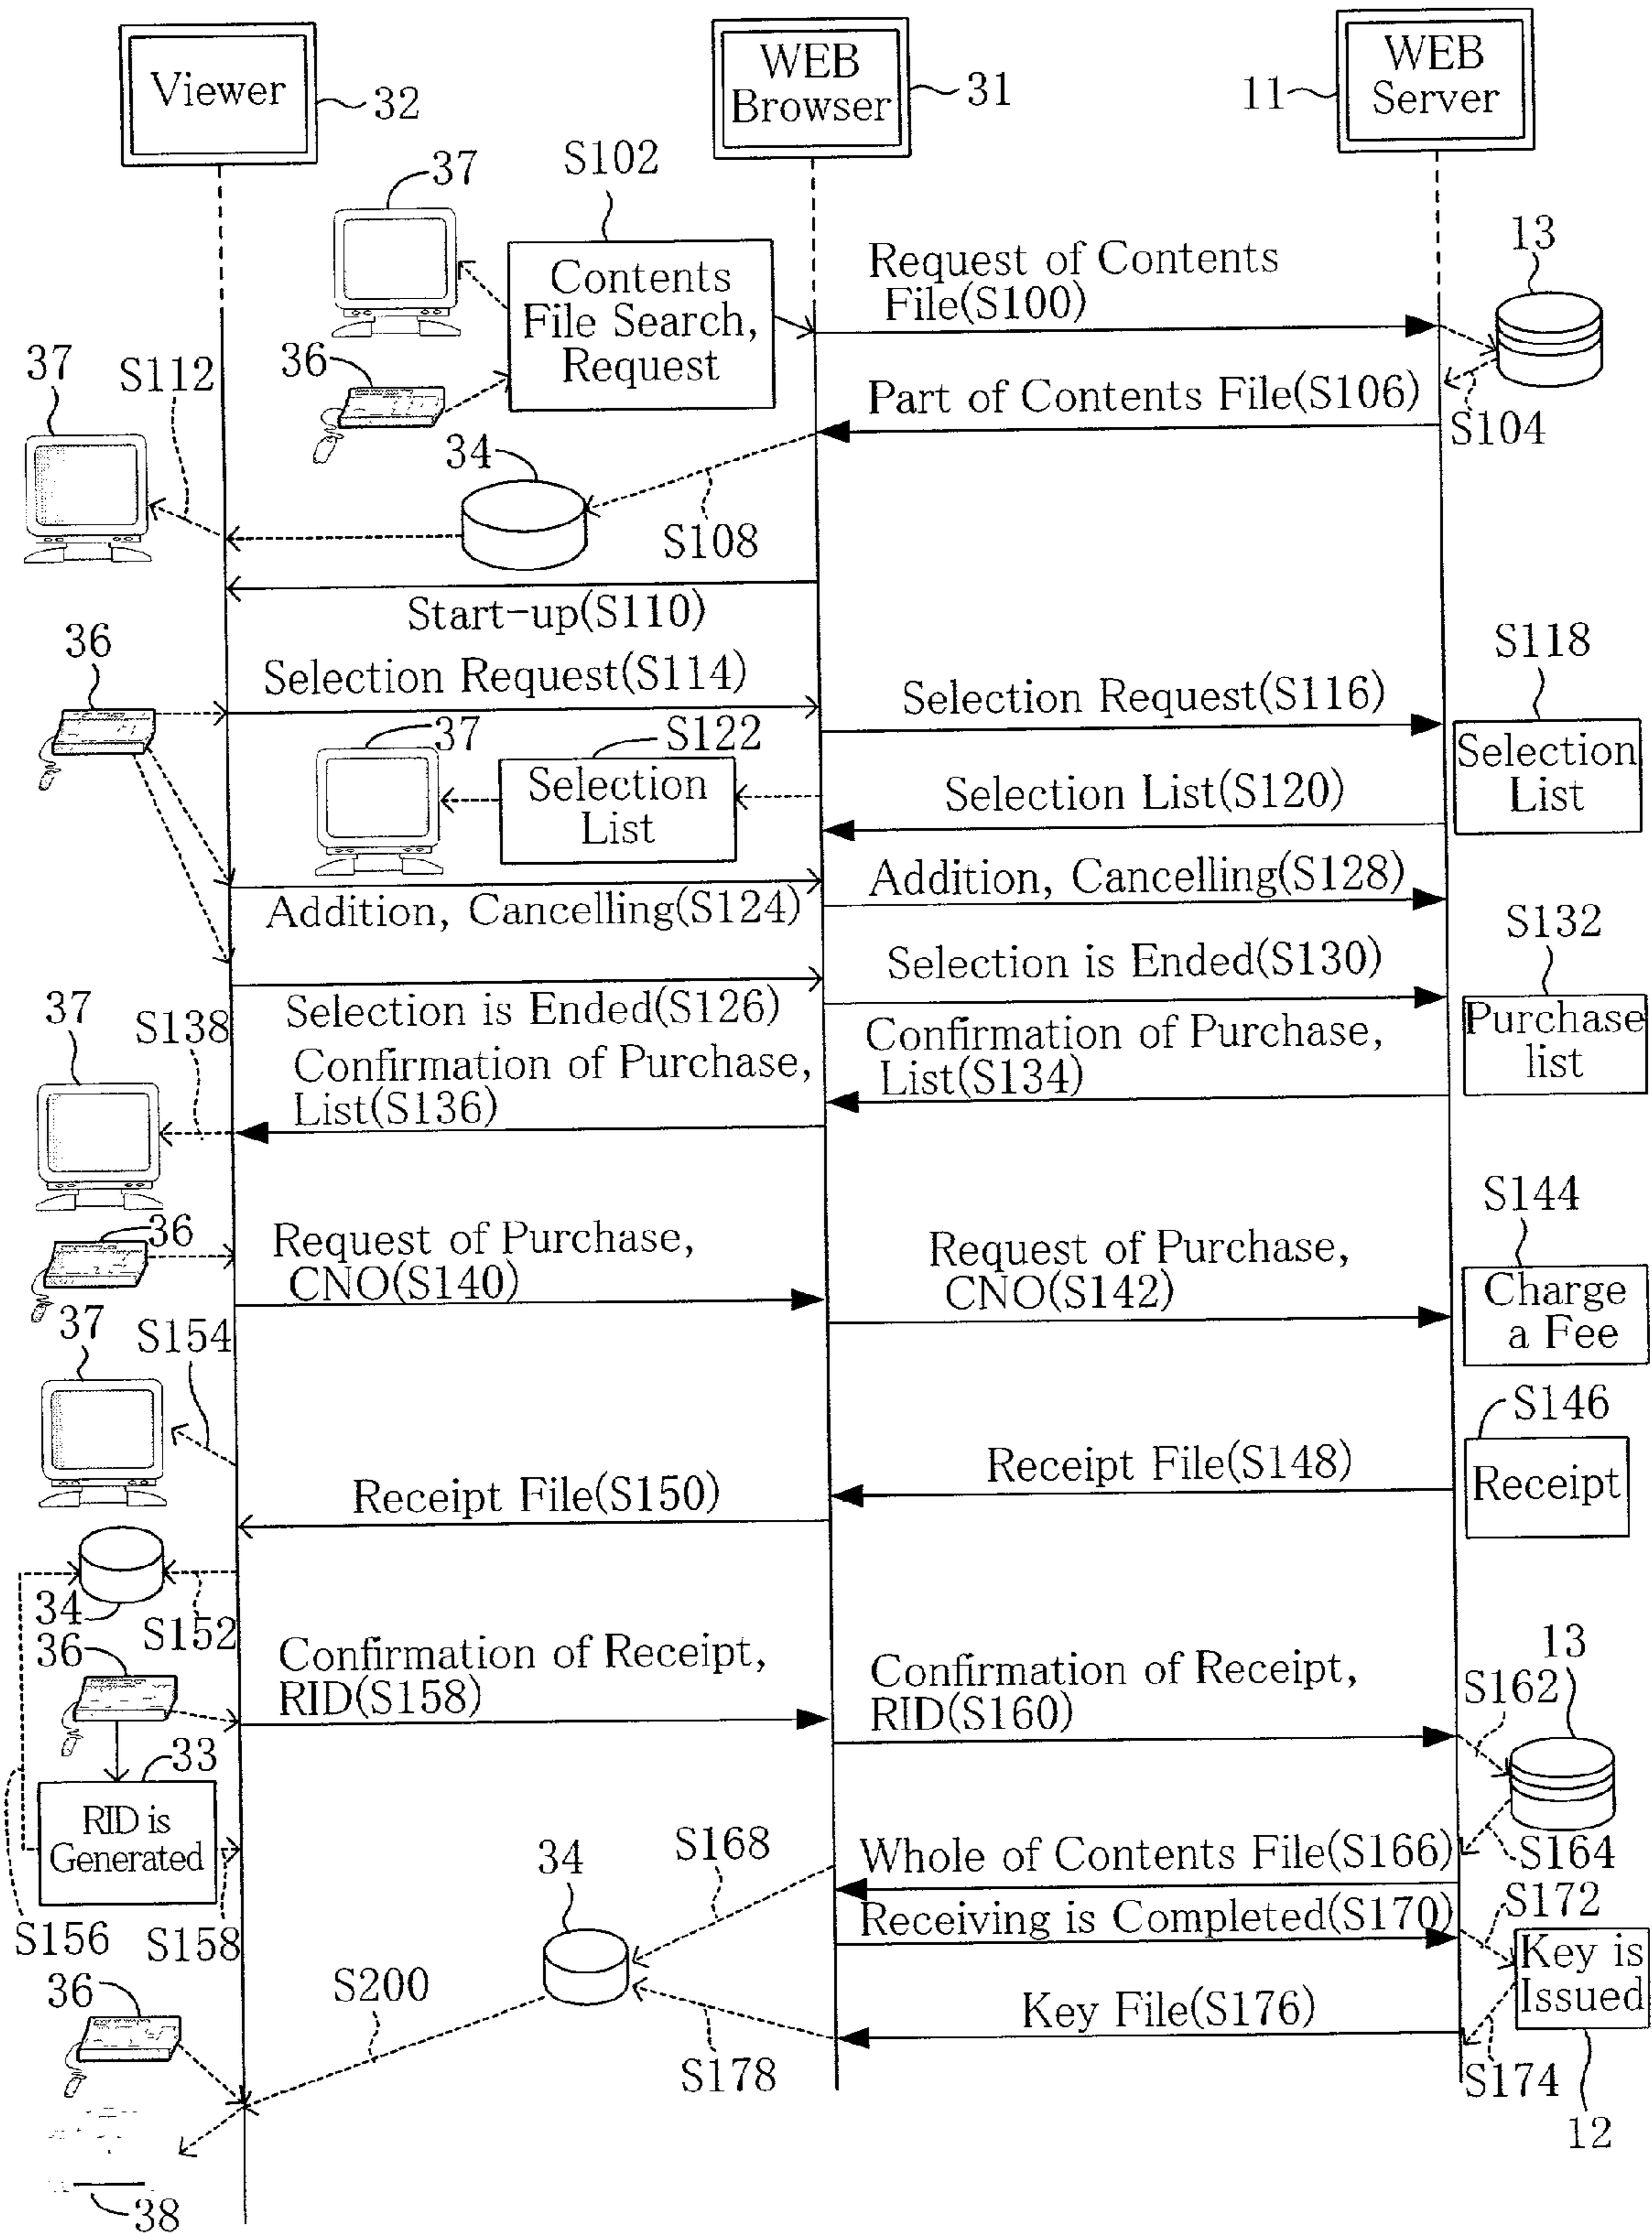 Viewer
32
WEB
Browser
31
11
WEB
Server
37
S102
Contents
File Search,
Request
Request of Contents
File(S100)
13
37
S112
36
Part of Contents File(S106)
S104
34
S108
Start-up(S110)
36
Selection Request(S114)
Selection Request(S116)
S118
Selection
List
37
S122
Selection
List
Selection List(S120)
Addition, Cancelling(S124)
Addition, Cancelling(S128)
Selection is Ended(S130)
S132
Purchase
list
Selection is Ended(S126)
37
S138
Confirmation of Purchase,
List(S136)
Confirmation of Purchase,
List(S134)
36
Request of Purchase,
CNO(S140)
Request of Purchase,
CNO(S142)
S144
Charge
a Fee
37
S154
S146
Receipt
Receipt File(S148)
Receipt File(S150)
34
S152
36
Confirmation of Receipt,
RID(S158)
Confirmation of Receipt,
RID(S160)
13
S162
33
RID is
Generated
S156
S158
34
S168
Whole of Contents File(S166)
S164
Receiving is Completed(S170)
S172
Key is
Issued
36
S200
Key File(S176)
S178
S174
12
38